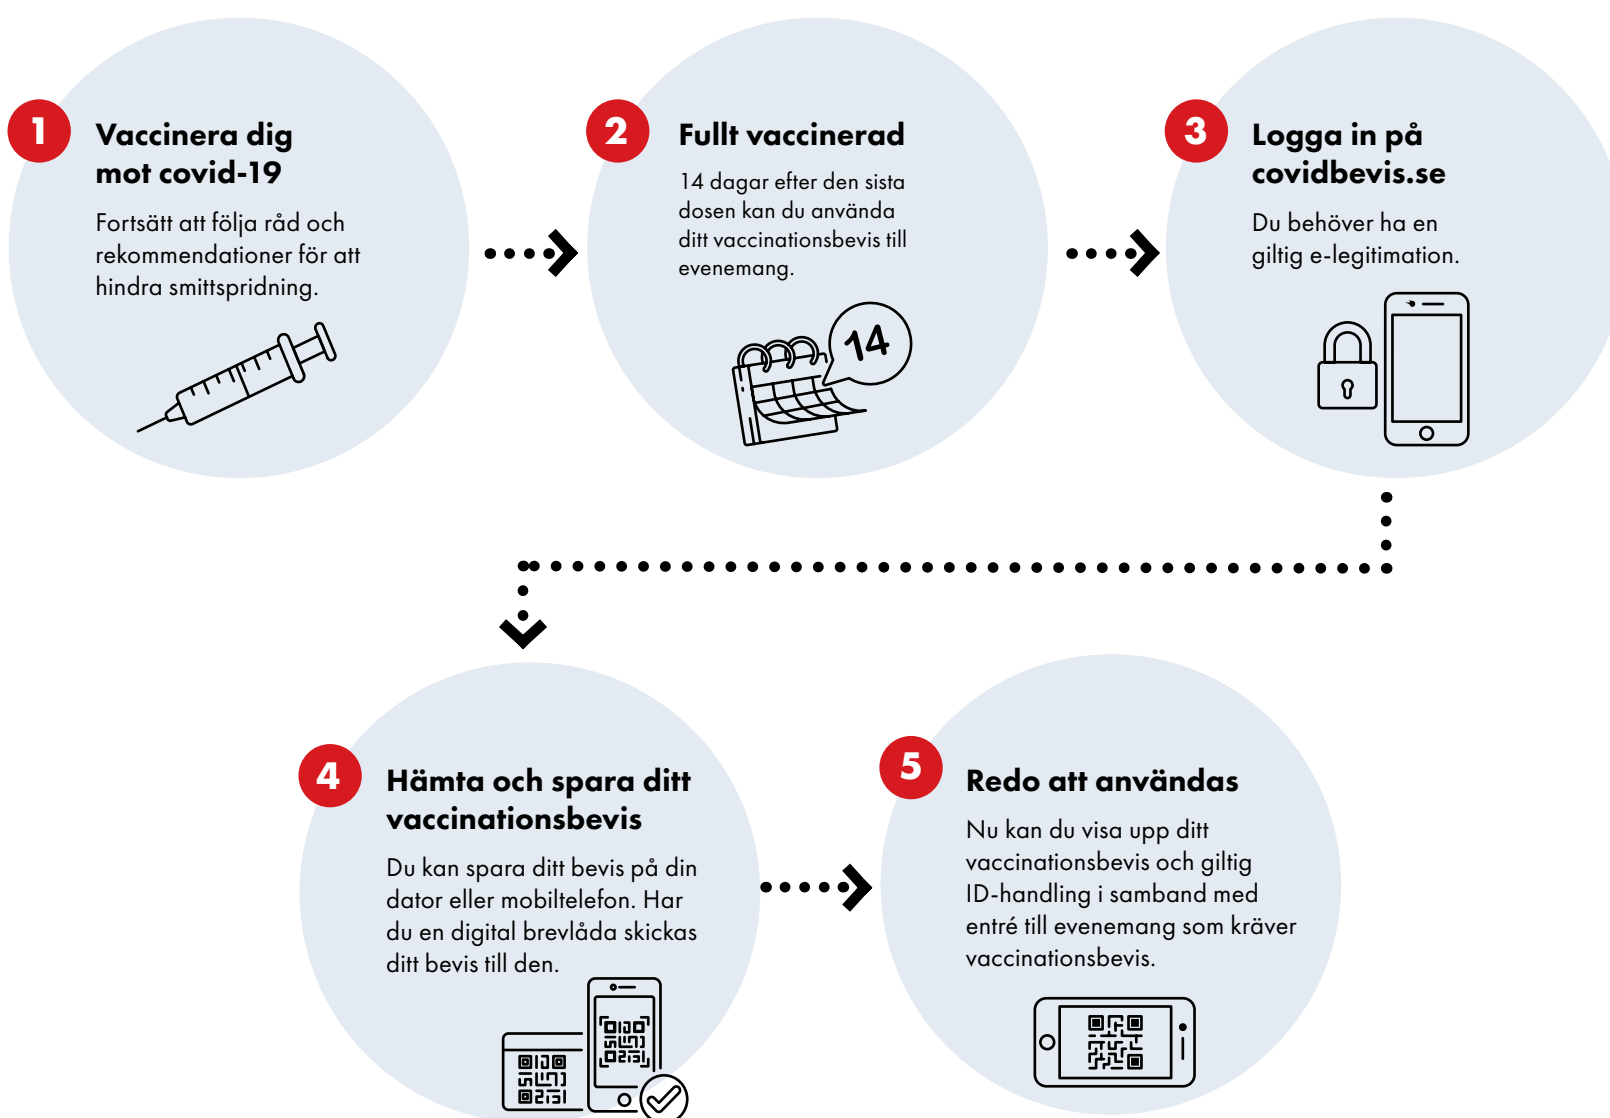 1
Vaccinera dig
mot covid-19
Fortsätt att följa råd och
rekommendationer för att
hindra smittspridning.
2
Fullt vaccinerad
14 dagar efter den sista
dosen kan du använda
ditt vaccinationsbevis till
evenemang.
14
3
Logga in på
covidbevis.se
Du behöver ha en
giltig e-legitimation.
4
Hämta och spara ditt
vaccinationsbevis
Du kan spara ditt bevis på din
dator eller mobiltelefon. Har
du en digital brevlåda skickas
ditt bevis till den.
5
Redo att användas
Nu kan du visa upp ditt
vaccinationsbevis och giltig
ID-handling i samband med
entré till evenemang som kräver
vaccinationsbevis.